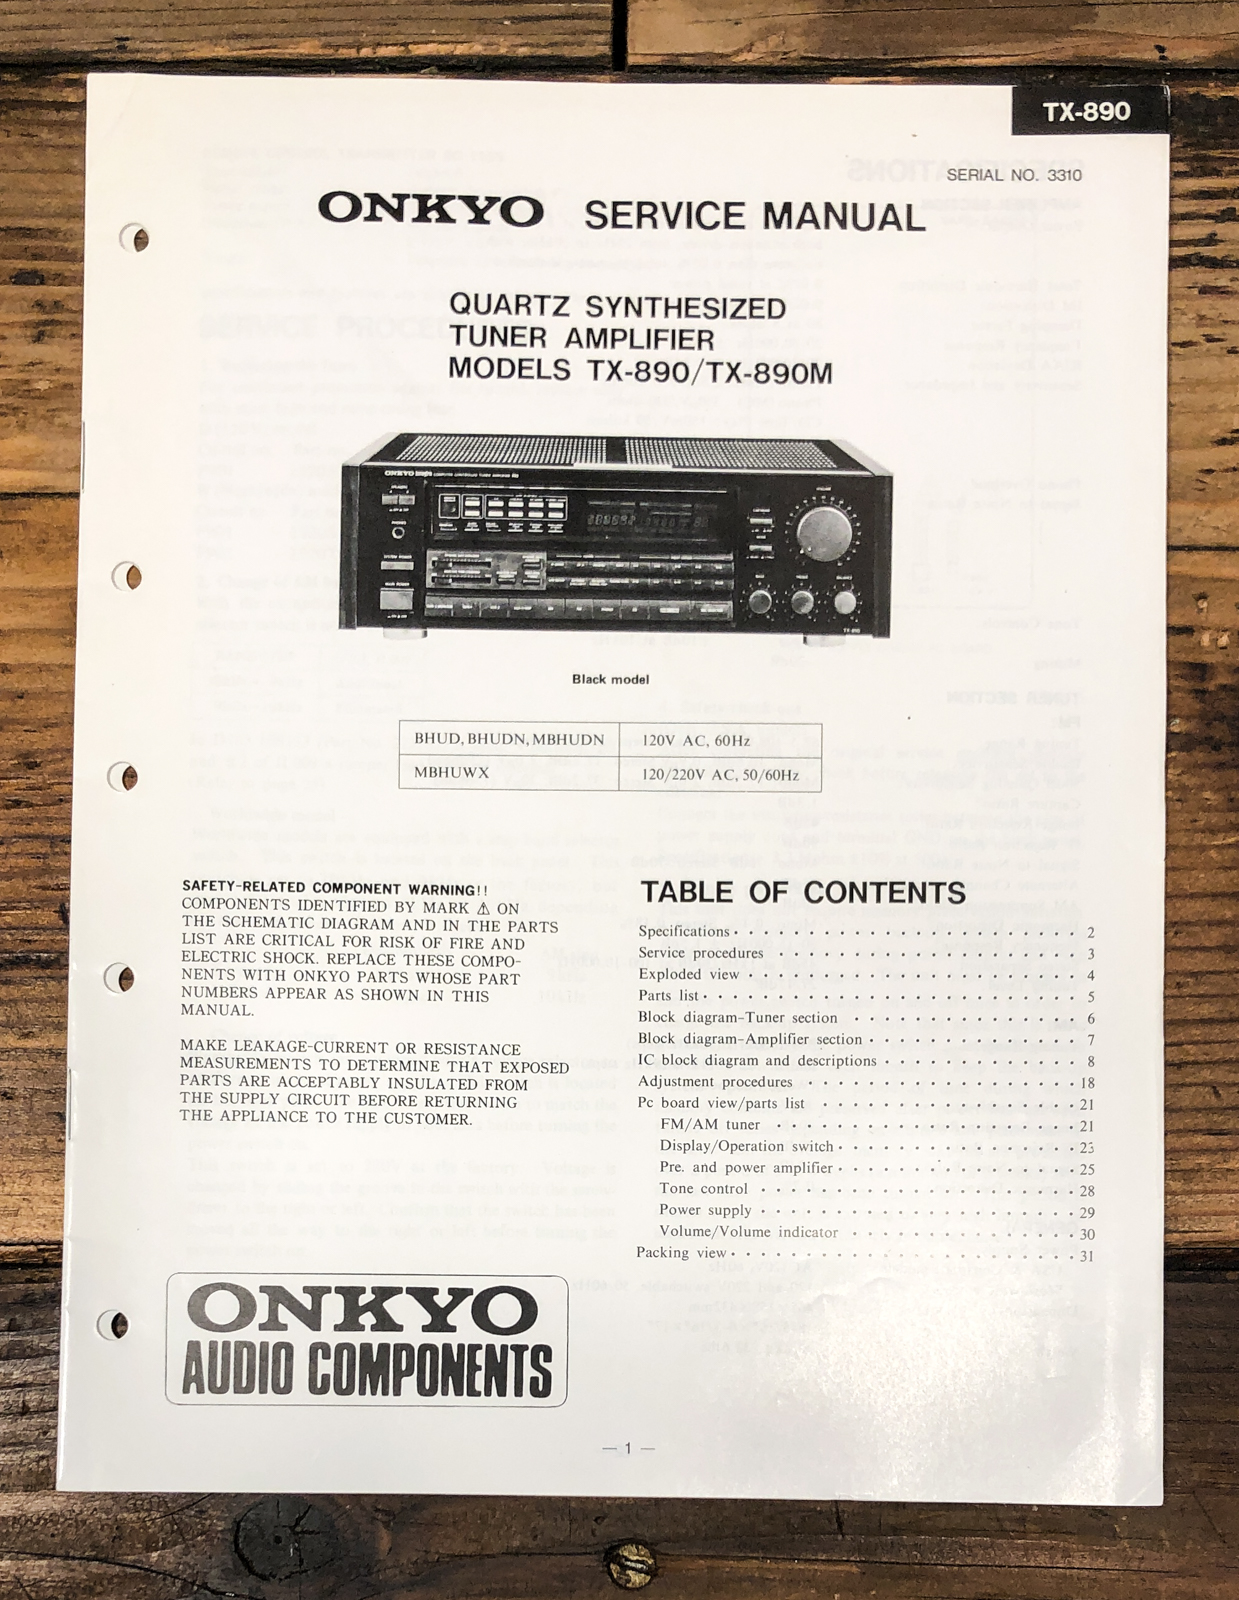 TX-890
SERIAL NO. 3310
ONKYO SERVICE MANUAL
QUARTZ SYNTHESIZED
TUNER AMPLIFIER
MODELS TX-890/TX-890M
ONKYO
TX-890
Black model
BHUD, BHUDN, MBHUDN 120V AC, 60Hz
MBHUWX 120/220V AC, 50/60Hz
SAFETY-RELATED COMPONENT WARNING!!
COMPONENTS IDENTIFIED BY MARK ⚠ ON
THE SCHEMATIC DIAGRAM AND IN THE PARTS
LIST ARE CRITICAL FOR RISK OF FIRE AND
ELECTRIC SHOCK. REPLACE THESE COMPO-
NENTS WITH ONKYO PARTS WHOSE PART
NUMBERS APPEAR AS SHOWN IN THIS
MANUAL.
MAKE LEAKAGE-CURRENT OR RESISTANCE
MEASUREMENTS TO DETERMINE THAT EXPOSED
PARTS ARE ACCEPTABLY INSULATED FROM
THE SUPPLY CIRCUIT BEFORE RETURNING
THE APPLIANCE TO THE CUSTOMER.
TABLE OF CONTENTS
Specifications 2
Service procedures 3
Exploded view 4
Parts list 5
Block diagram-Tuner section 6
Block diagram-Amplifier section 7
IC block diagram and descriptions 8
Adjustment procedures 18
Pc board view/parts list 21
FM/AM tuner 21
Display/Operation switch 23
Pre. and power amplifier 25
Tone control 28
Power supply 29
Volume/Volume indicator 30
Packing view 31
ONKYO
AUDIO COMPONENTS
— 1 —